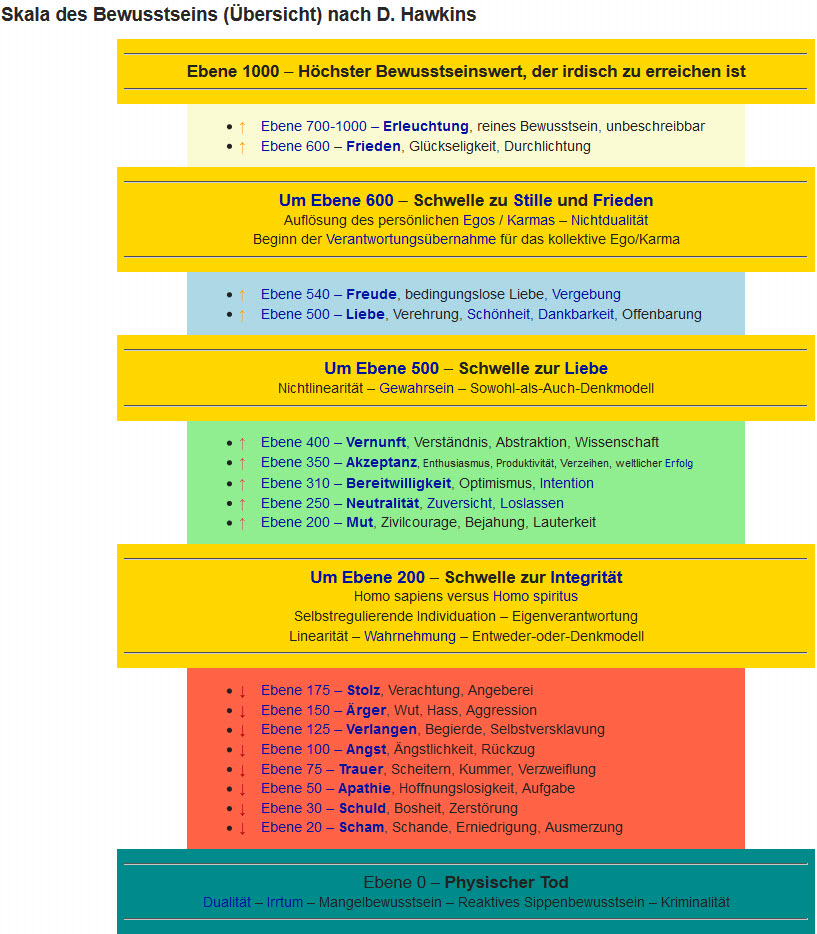 Skala des Bewusstseins (Übersicht) nach D. Hawkins
Ebene 1000 – Höchster Bewusstseinswert, der irdisch zu erreichen ist
• ↑ Ebene 700-1000 – Erleuchtung, reines Bewusstsein, unbeschreibbar
• ↑ Ebene 600 – Frieden, Glückseligkeit, Durchlichtung
Um Ebene 600 – Schwelle zu Stille und Frieden
Auflösung des persönlichen Egos / Karmas – Nichtdualität
Beginn der Verantwortungsübernahme für das kollektive Ego/Karma
• ↑ Ebene 540 – Freude, bedingungslose Liebe, Vergebung
• ↑ Ebene 500 – Liebe, Verehrung, Schönheit, Dankbarkeit, Offenbarung
Um Ebene 500 – Schwelle zur Liebe
Nichtlinearität – Gewahrsein – Sowohl-als-Auch-Denkmodell
• ↑ Ebene 400 – Vernunft, Verständnis, Abstraktion, Wissenschaft
• ↑ Ebene 350 – Akzeptanz, Enthusiasmus, Produktivität, Verzeihen, weltlicher Erfolg
• ↑ Ebene 310 – Bereitwilligkeit, Optimismus, Intention
• ↑ Ebene 250 – Neutralität, Zuversicht, Loslassen
• ↑ Ebene 200 – Mut, Zivilcourage, Bejahung, Lauterkeit
Um Ebene 200 – Schwelle zur Integrität
Homo sapiens versus Homo spiritus
Selbstregulierende Individuation – Eigenverantwortung
Linearität – Wahrnehmung – Entweder-oder-Denkmodell
• ↓ Ebene 175 – Stolz, Verachtung, Angeberei
• ↓ Ebene 150 – Ärger, Wut, Hass, Aggression
• ↓ Ebene 125 – Verlangen, Begierde, Selbstversklavung
• ↓ Ebene 100 – Angst, Ängstlichkeit, Rückzug
• ↓ Ebene 75 – Trauer, Scheitern, Kummer, Verzweiflung
• ↓ Ebene 50 – Apathie, Hoffnungslosigkeit, Aufgabe
• ↓ Ebene 30 – Schuld, Bosheit, Zerstörung
• ↓ Ebene 20 – Scham, Schande, Erniedrigung, Ausmerzung
Ebene 0 – Physischer Tod
Dualität – Irrtum – Mangelbewusstsein – Reaktives Sippenbewusstsein – Kriminalität